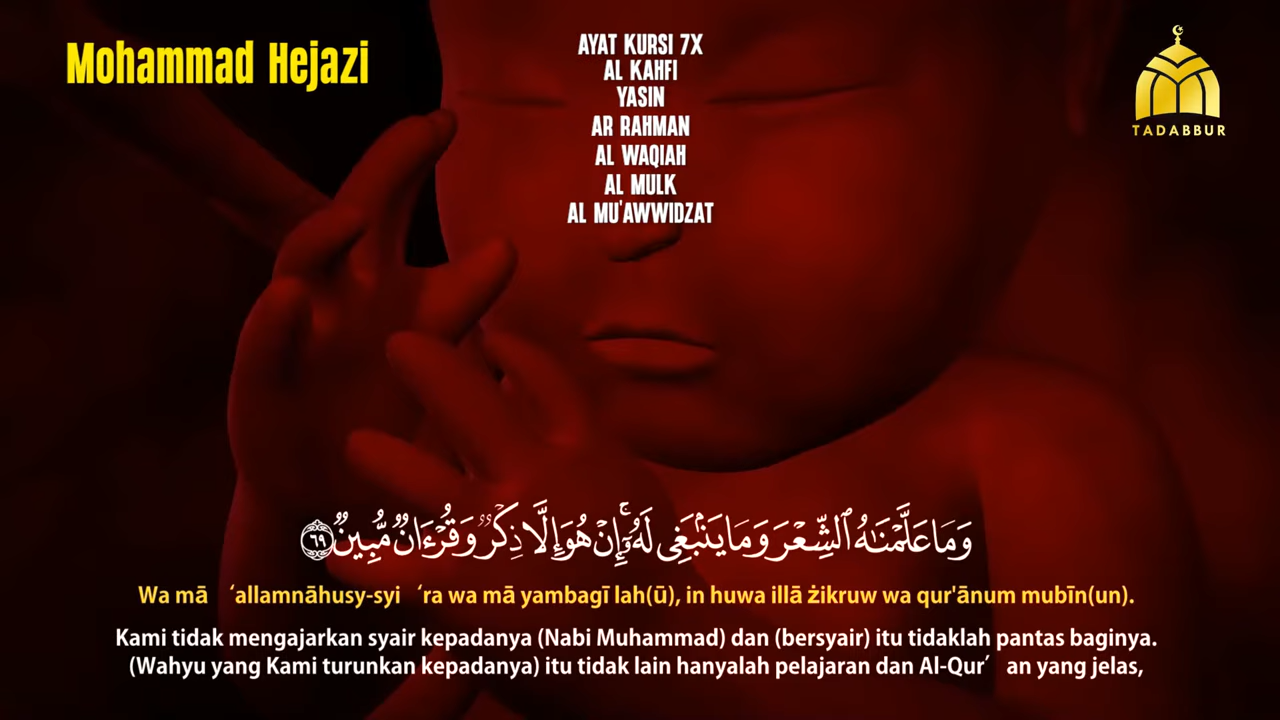 Mohammad Hejazi
AYAT KURSI 7X
AL KAHFI
YASIN
AR RAHMAN
AL WAQIAH
AL MULK
AL MU'AWWIDZAT
TADABBUR
وَمَا عَلَّمْنَـٰهُ ٱلشِّعْرَ وَمَا يَنۢبَغِى لَهُۥٓ ۚ إِنْ هُوَ إِلَّا ذِكْرٌ وَقُرْءَانٌ مُّبِينٌ ٦٩
Wa mā ‘allamnāhusy-syi ‘ra wa mā yambagī lah(ū), in huwa illā żikruw wa qur'ānum mubīn(un).
Kami tidak mengajarkan syair kepadanya (Nabi Muhammad) dan (bersyair) itu tidaklah pantas baginya.
(Wahyu yang Kami turunkan kepadanya) itu tidak lain hanyalah pelajaran dan Al-Qur′ an yang jelas,